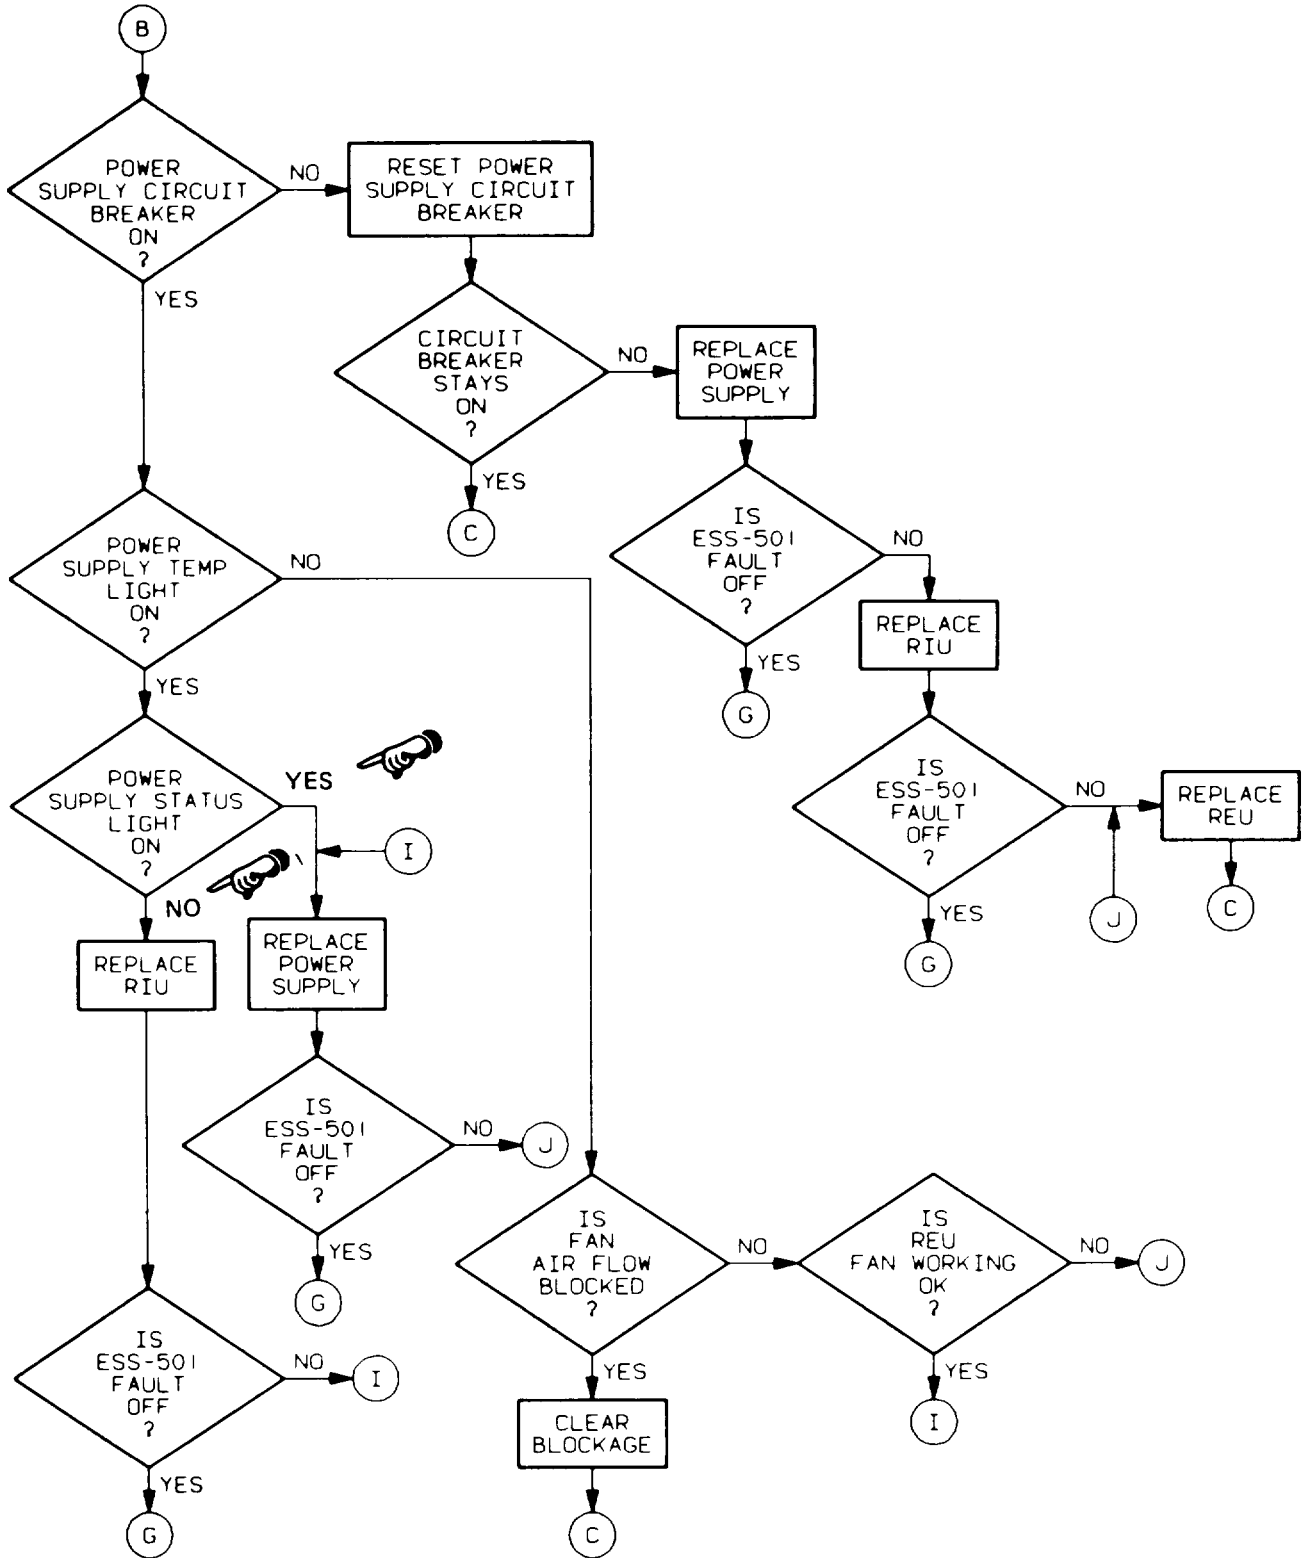 B
POWER
SUPPLY CIRCUIT
BREAKER
ON
?
NO
YES
RESET POWER
SUPPLY CIRCUIT
BREAKER
CIRCUIT
BREAKER
STAYS
ON
?
NO
YES
C
REPLACE
POWER
SUPPLY
IS
ESS-501
FAULT
OFF
?
NO
YES
G
REPLACE
RIU
IS
ESS-501
FAULT
OFF
?
NO
YES
G
J
REPLACE
REU
C
POWER
SUPPLY TEMP
LIGHT
ON
?
NO
YES
POWER
SUPPLY STATUS
LIGHT
ON
?
YES
NO
I
REPLACE
RIU
REPLACE
POWER
SUPPLY
IS
ESS-501
FAULT
OFF
?
NO
J
YES
G
IS
ESS-501
FAULT
OFF
?
NO
I
YES
G
IS
FAN
AIR FLOW
BLOCKED
?
NO
YES
CLEAR
BLOCKAGE
C
IS
REU
FAN WORKING
OK
?
NO
J
YES
I